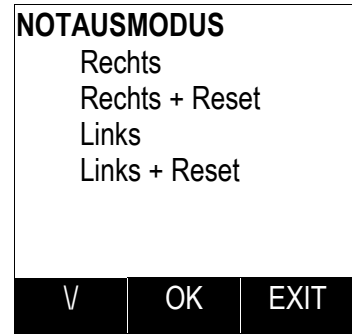 NOTAUSMODUS
Rechts
Rechts + Reset
Links
Links + Reset
\/ OK EXIT